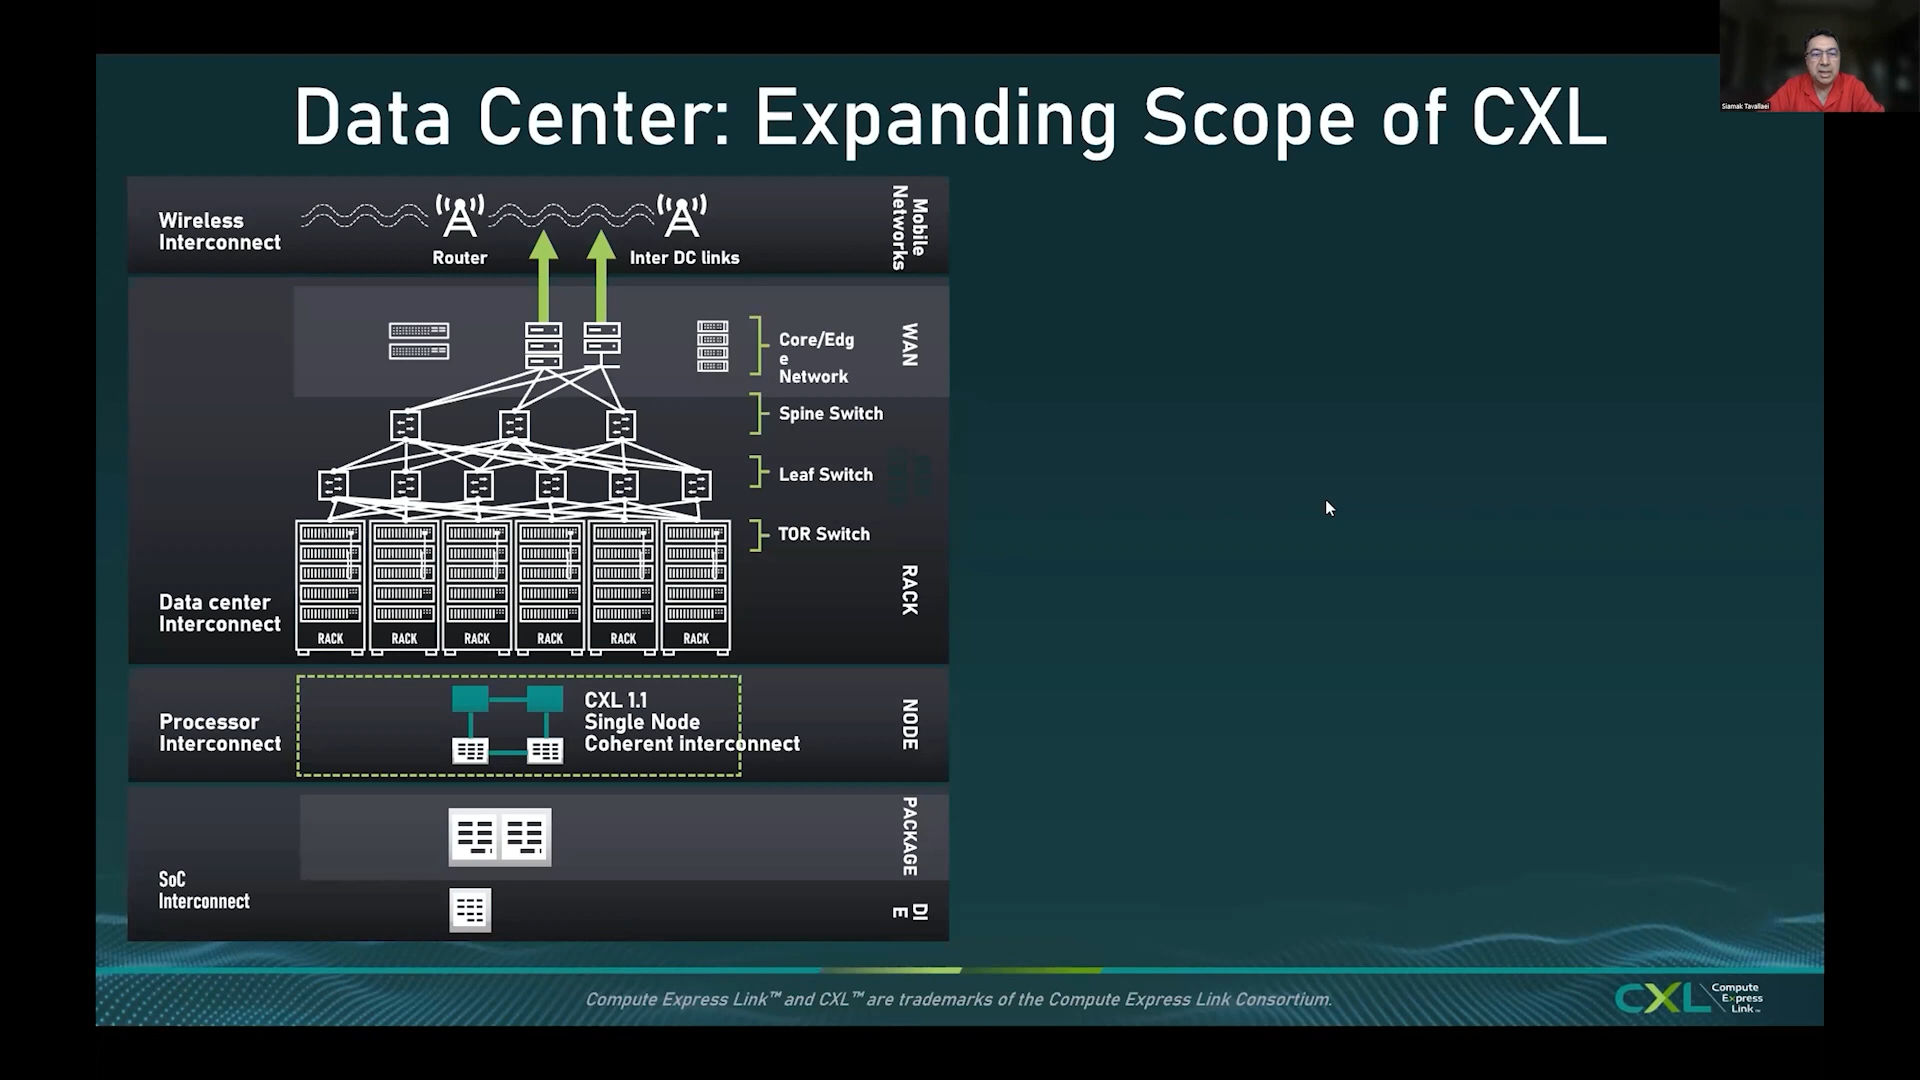 Siamak Tavallaei
Data Center: Expanding Scope of CXL
Wireless
Interconnect
Router
Inter DC links
Mobile
Networks
Core/Edg
e
Network
WAN
Spine Switch
Leaf Switch
TOR Switch
RACK
Data center
Interconnect
RACK
RACK
RACK
RACK
RACK
RACK
Processor
Interconnect
CXL 1.1
Single Node
Coherent interconnect
NODE
PACKAGE
SoC
Interconnect
DI
E
Compute Express Link™ and CXL™ are trademarks of the Compute Express Link Consortium.
CXL
Compute
Express
Link™